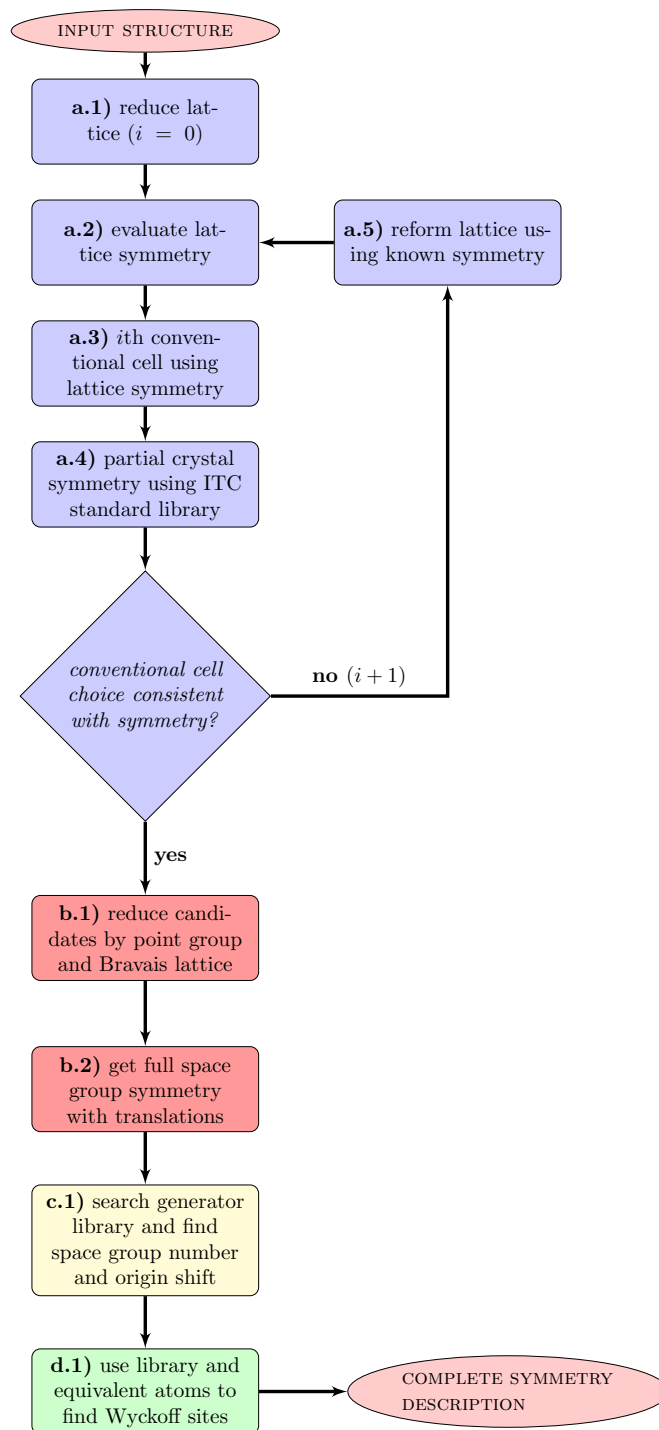 INPUT STRUCTURE
a.1) reduce lat-
tice (i = 0)
a.2) evaluate lat-
tice symmetry
a.5) reform lattice us-
ing known symmetry
a.3) ith conven-
tional cell using
lattice symmetry
a.4) partial crystal
symmetry using ITC
standard library
conventional cell
choice consistent
with symmetry?
no (i + 1)
yes
b.1) reduce candi-
dates by point group
and Bravais lattice
b.2) get full space
group symmetry
with translations
c.1) search generator
library and find
space group number
and origin shift
d.1) use library and
equivalent atoms to
find Wyckoff sites
COMPLETE SYMMETRY
DESCRIPTION